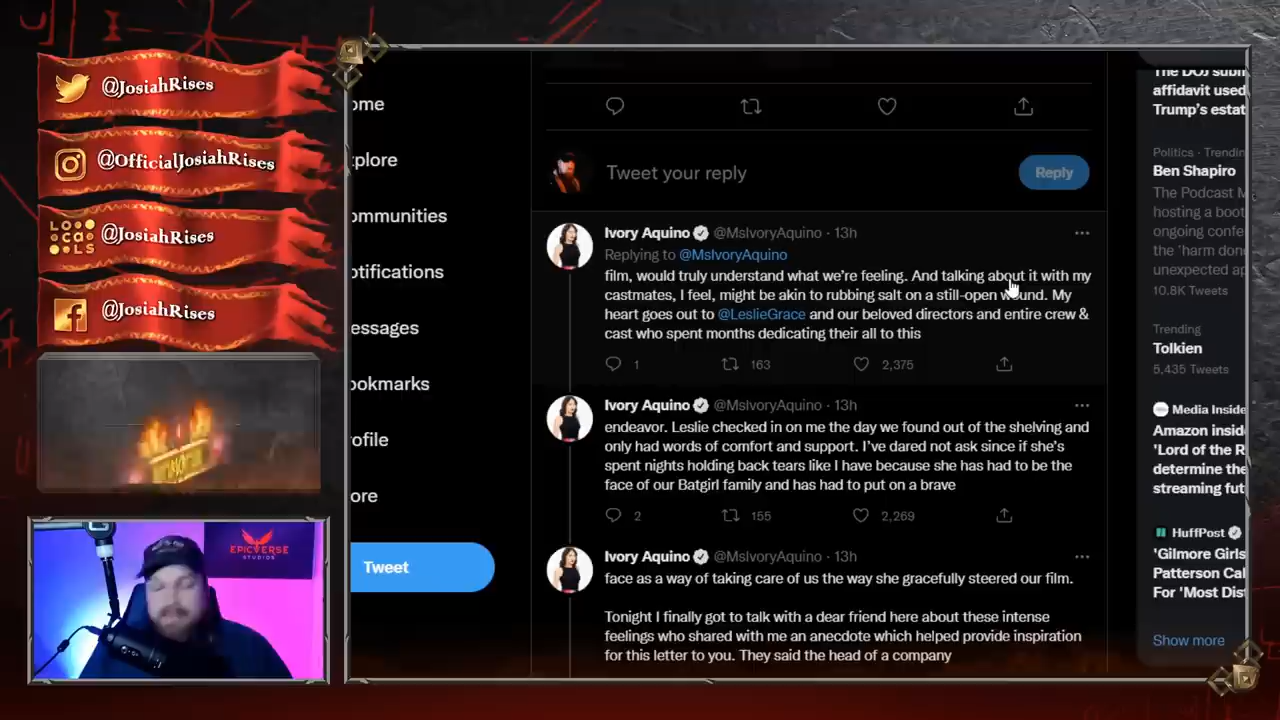 @JosiahRises
@OfficialJosiahRises
LO
CA
LS
@JosiahRises
@JosiahRises
EPICVERSE
STUDIOS
ome
xplore
ommunities
otifications
essages
ookmarks
rofile
ore
Tweet
Tweet your reply
Reply
Ivory Aquino @MsIvoryAquino · 13h
Replying to @MsIvoryAquino
film, would truly understand what we're feeling. And talking about it with my
castmates, I feel, might be akin to rubbing salt on a still-open wound. My
heart goes out to @LeslieGrace and our beloved directors and entire crew &
cast who spent months dedicating their all to this
1 163 2,375
Ivory Aquino @MsIvoryAquino · 13h
endeavor. Leslie checked in on me the day we found out of the shelving and
only had words of comfort and support. I've dared not ask since if she's
spent nights holding back tears like I have because she has had to be the
face of our Batgirl family and has had to put on a brave
2 155 2,269
Ivory Aquino @MsIvoryAquino · 13h
face as a way of taking care of us the way she gracefully steered our film.
Tonight I finally got to talk with a dear friend here about these intense
feelings who shared with me an anecdote which helped provide inspiration
for this letter to you. They said the head of a company
The DOJ subm
affidavit used
Trump's estat
Politics · Trendin
Ben Shapiro
The Podcast M
hosting a boot
ongoing confe
the 'harm done
unexpected ap
10.8K Tweets
Trending
Tolkien
5,435 Tweets
Media Inside
Amazon insid
'Lord of the R
determine the
streaming fut
HuffPost
'Gilmore Girls
Patterson Cal
For 'Most Dis
Show more